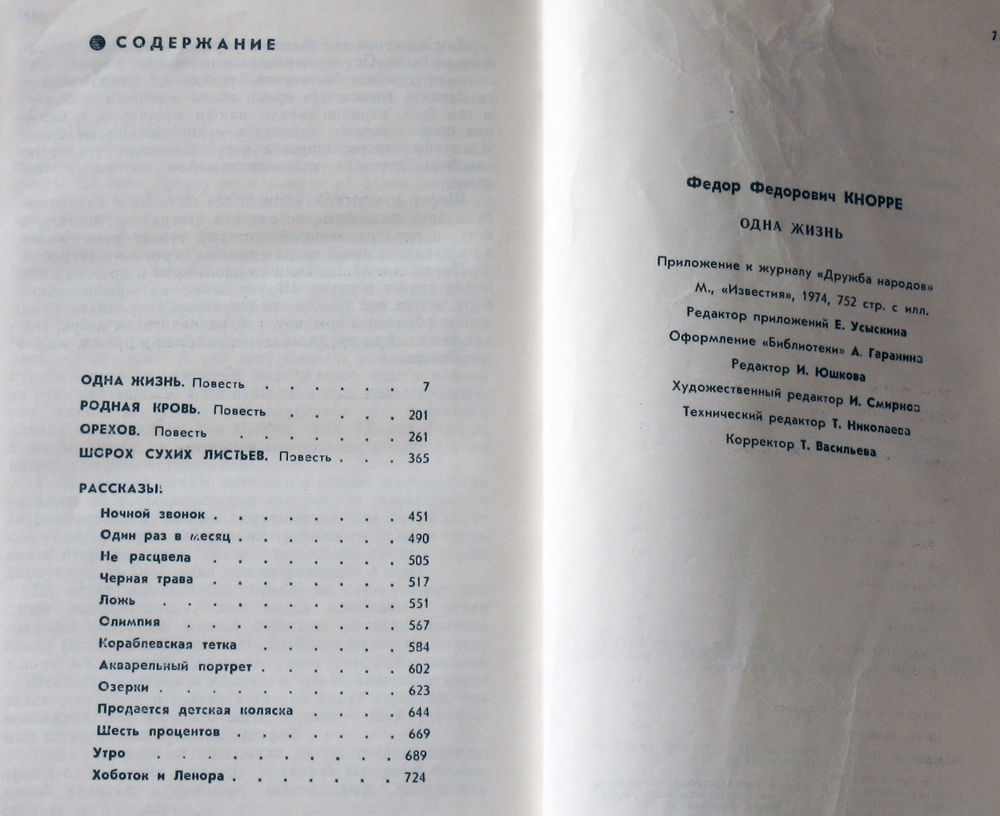 СОДЕРЖАНИЕ
ОДНА ЖИЗНЬ. Повесть . . . . . . 7
РОДНАЯ КРОВЬ. Повесть . . . . . 201
ОРЕХОВ. Повесть . . . . . . 261
ШОРОХ СУХИХ ЛИСТЬЕВ. Повесть . . . 365
РАССКАЗЫ:
Ночной звонок . . . . . . . . 451
Один раз в месяц . . . . . . . 490
Не расцвела . . . . . . . . 505
Черная трава . . . . . . . . 517
Ложь . . . . . . . . . . 551
Олимпия . . . . . . . . 567
Кораблевская тетка . . . . . . 584
Акварельный портрет . . . . . . 602
Озерки . . . . . . . . . . 623
Продается детская коляска . . . . 644
Шесть процентов . . . . . . . 669
Утро . . . . . . . . . . 689
Хоботок и Ленора . . . . . . . 724
7
Федор Федорович КНОРРЕ
ОДНА ЖИЗНЬ
Приложение к журналу «Дружба народов»
М., «Известия», 1974, 752 стр. с илл.
Редактор приложений Е. Усыскина
Оформление «Библиотеки» А. Гаранина
Редактор И. Юшкова
Художественный редактор И. Смирнов
Технический редактор Т. Николаева
Корректор Т. Васильева